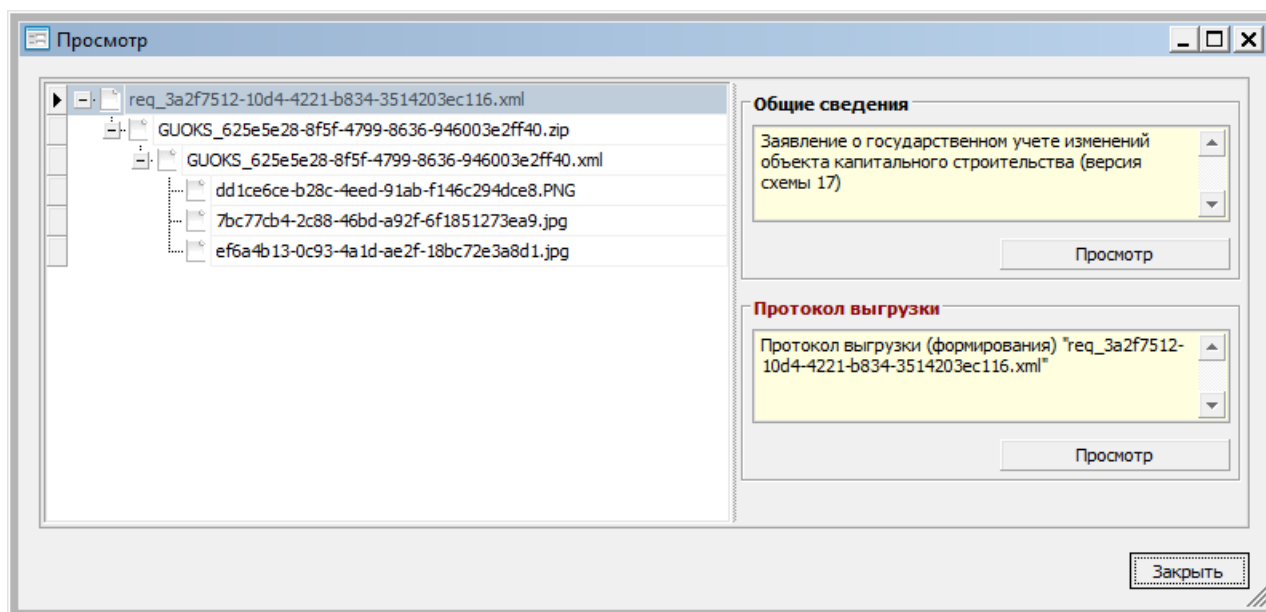 Просмотр
req_3a2f7512-10d4-4221-b834-3514203ec116.xml
GUOKS_625e5e28-8f5f-4799-8636-946003e2ff40.zip
GUOKS_625e5e28-8f5f-4799-8636-946003e2ff40.xml
dd1ce6ce-b28c-4eed-91ab-f146c294dce8.PNG
7bc77cb4-2c88-46bd-a92f-6f1851273ea9.jpg
ef6a4b13-0c93-4a1d-ae2f-18bc72e3a8d1.jpg
Общие сведения
Заявление о государственном учете изменений
объекта капитального строительства (версия
схемы 17)
Просмотр
Протокол выгрузки
Протокол выгрузки (формирования) "req_3a2f7512-
10d4-4221-b834-3514203ec116.xml"
Просмотр
Закрыть